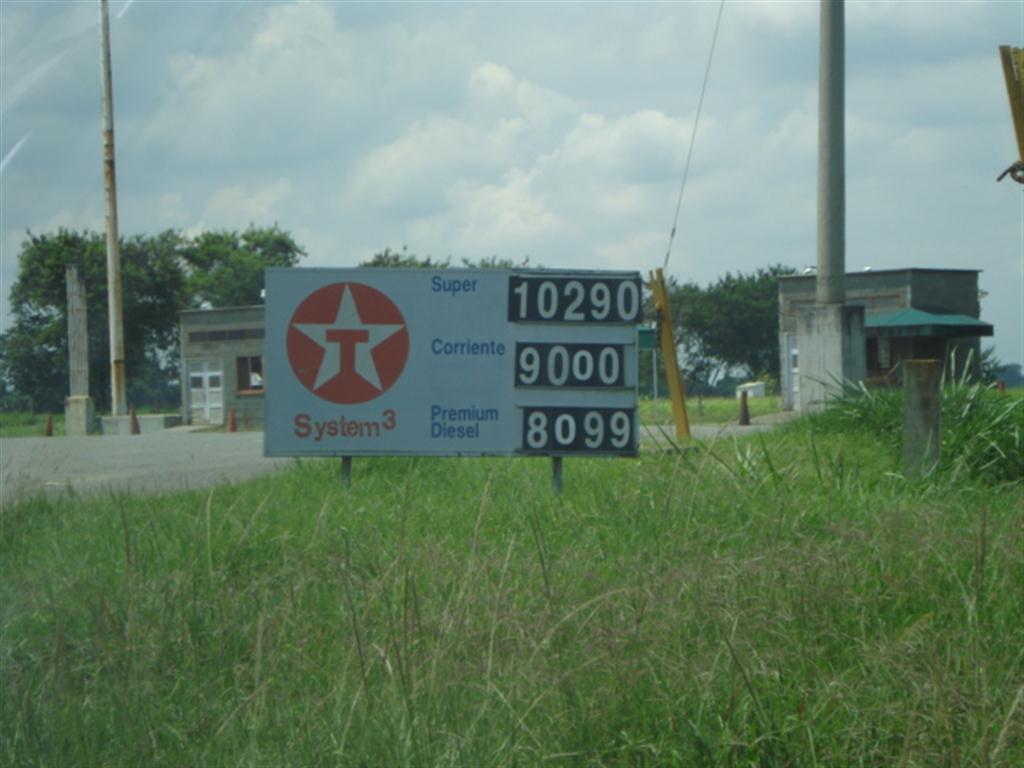 T
System3
Super 10290
Corriente 9000
Premium
Diesel 8099